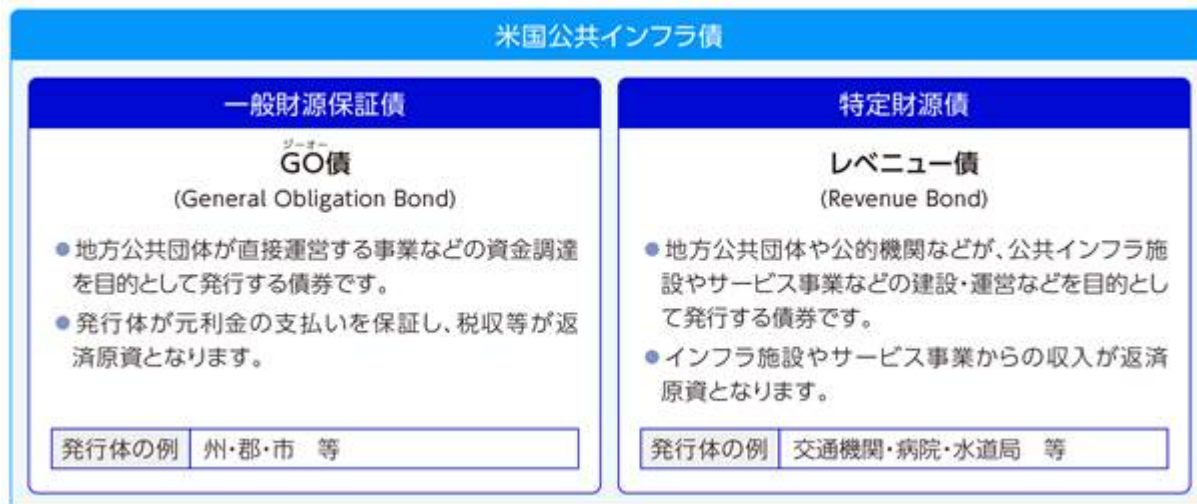 米国公共インフラ債
一般財源保証債
ジーオー
GO債
(General Obligation Bond)
●地方公共団体が直接運営する事業などの資金調達
を目的として発行する債券です。
●発行体が元利金の支払いを保証し、税収等が返
済原資となります。
発行体の例 州・郡・市 等
特定財源債
レベニュー債
(Revenue Bond)
●地方公共団体や公的機関などが、公共インフラ施
設やサービス事業などの建設・運営などを目的とし
て発行する債券です。
●インフラ施設やサービス事業からの収入が返済
原資となります。
発行体の例 交通機関・病院・水道局 等